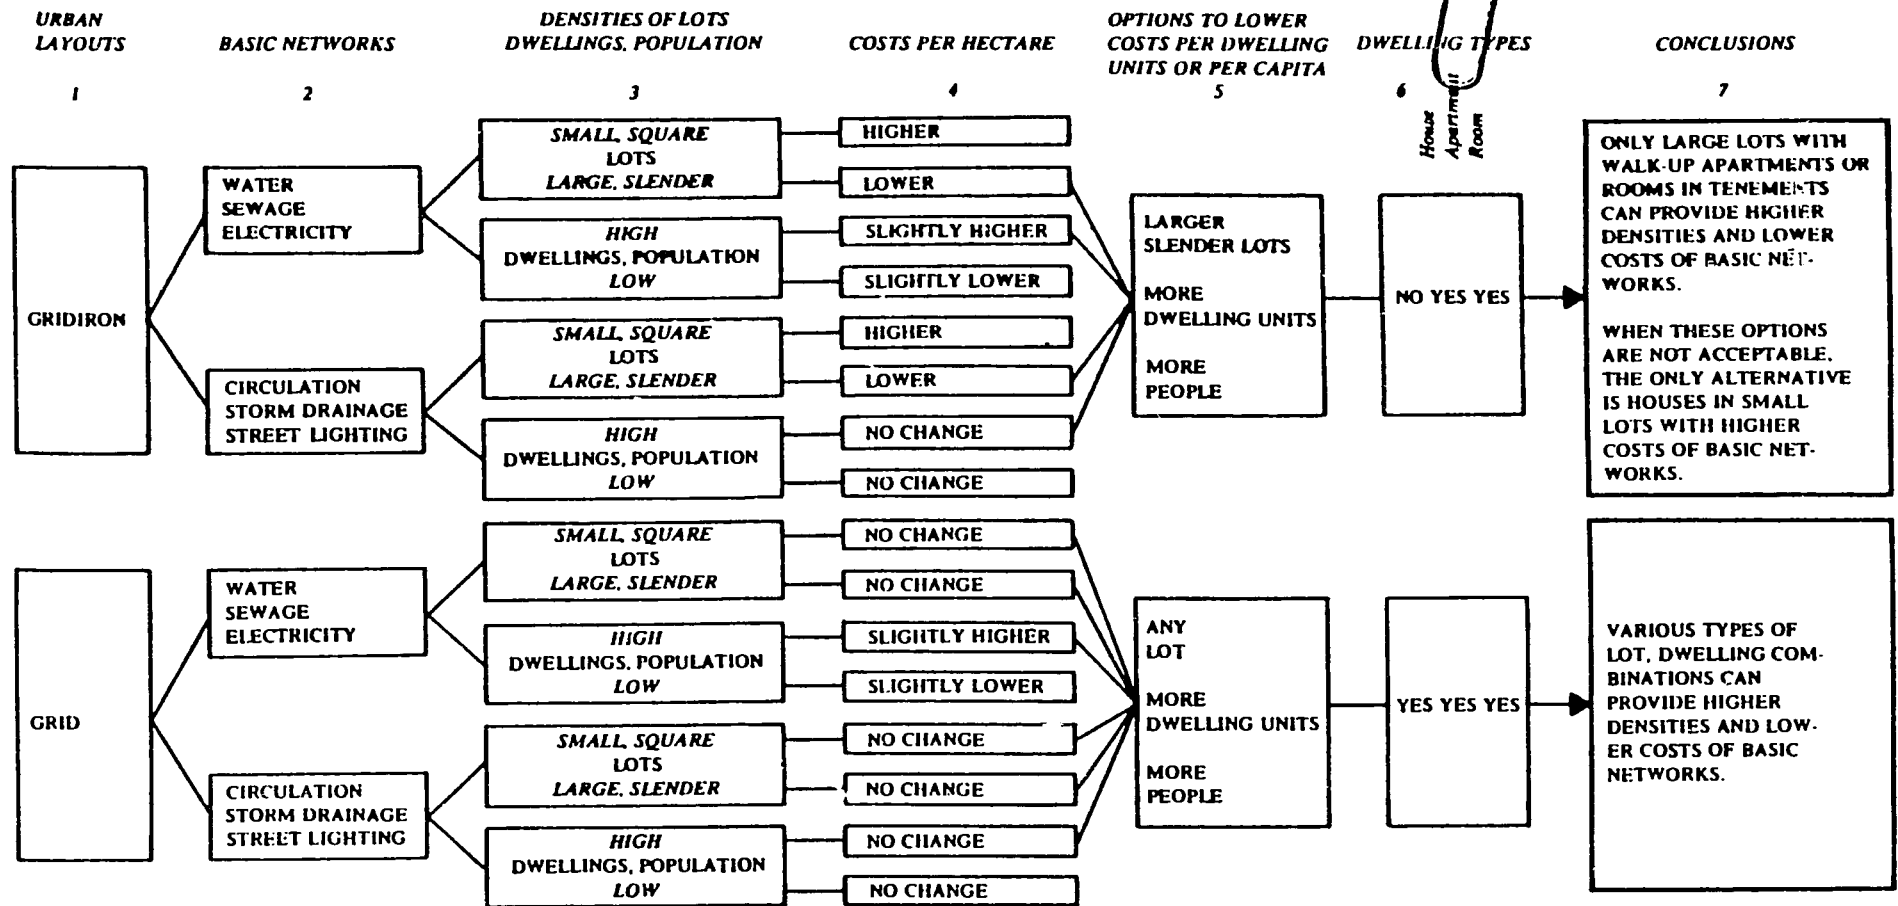 URBAN
LAYOUTS
1
BASIC NETWORKS
2
DENSITIES OF LOTS
DWELLINGS, POPULATION
3
COSTS PER HECTARE
4
OPTIONS TO LOWER
COSTS PER DWELLING
UNITS OR PER CAPITA
5
DWELLING TYPES
6
House
Apartment
Room
CONCLUSIONS
7
GRIDIRON
WATER
SEWAGE
ELECTRICITY
CIRCULATION
STORM DRAINAGE
STREET LIGHTING
SMALL, SQUARE
LOTS
LARGE, SLENDER
HIGH
DWELLINGS, POPULATION
LOW
SMALL, SQUARE
LOTS
LARGE, SLENDER
HIGH
DWELLINGS, POPULATION
LOW
HIGHER
LOWER
SLIGHTLY HIGHER
SLIGHTLY LOWER
HIGHER
LOWER
NO CHANGE
NO CHANGE
LARGER
SLENDER LOTS
MORE
DWELLING UNITS
MORE
PEOPLE
NO YES YES
ONLY LARGE LOTS WITH
WALK-UP APARTMENTS OR
ROOMS IN TENEMENTS
CAN PROVIDE HIGHER
DENSITIES AND LOWER
COSTS OF BASIC NET-
WORKS.
WHEN THESE OPTIONS
ARE NOT ACCEPTABLE,
THE ONLY ALTERNATIVE
IS HOUSES IN SMALL
LOTS WITH HIGHER
COSTS OF BASIC NET-
WORKS.
GRID
WATER
SEWAGE
ELECTRICITY
CIRCULATION
STORM DRAINAGE
STREET LIGHTING
SMALL, SQUARE
LOTS
LARGE, SLENDER
HIGH
DWELLINGS, POPULATION
LOW
SMALL, SQUARE
LOTS
LARGE, SLENDER
HIGH
DWELLINGS, POPULATION
LOW
NO CHANGE
NO CHANGE
SLIGHTLY HIGHER
SLIGHTLY LOWER
NO CHANGE
NO CHANGE
NO CHANGE
NO CHANGE
ANY
LOT
MORE
DWELLING UNITS
MORE
PEOPLE
YES YES YES
VARIOUS TYPES OF
LOT, DWELLING COM-
BINATIONS CAN
PROVIDE HIGHER
DENSITIES AND LOW-
ER COSTS OF BASIC
NETWORKS.